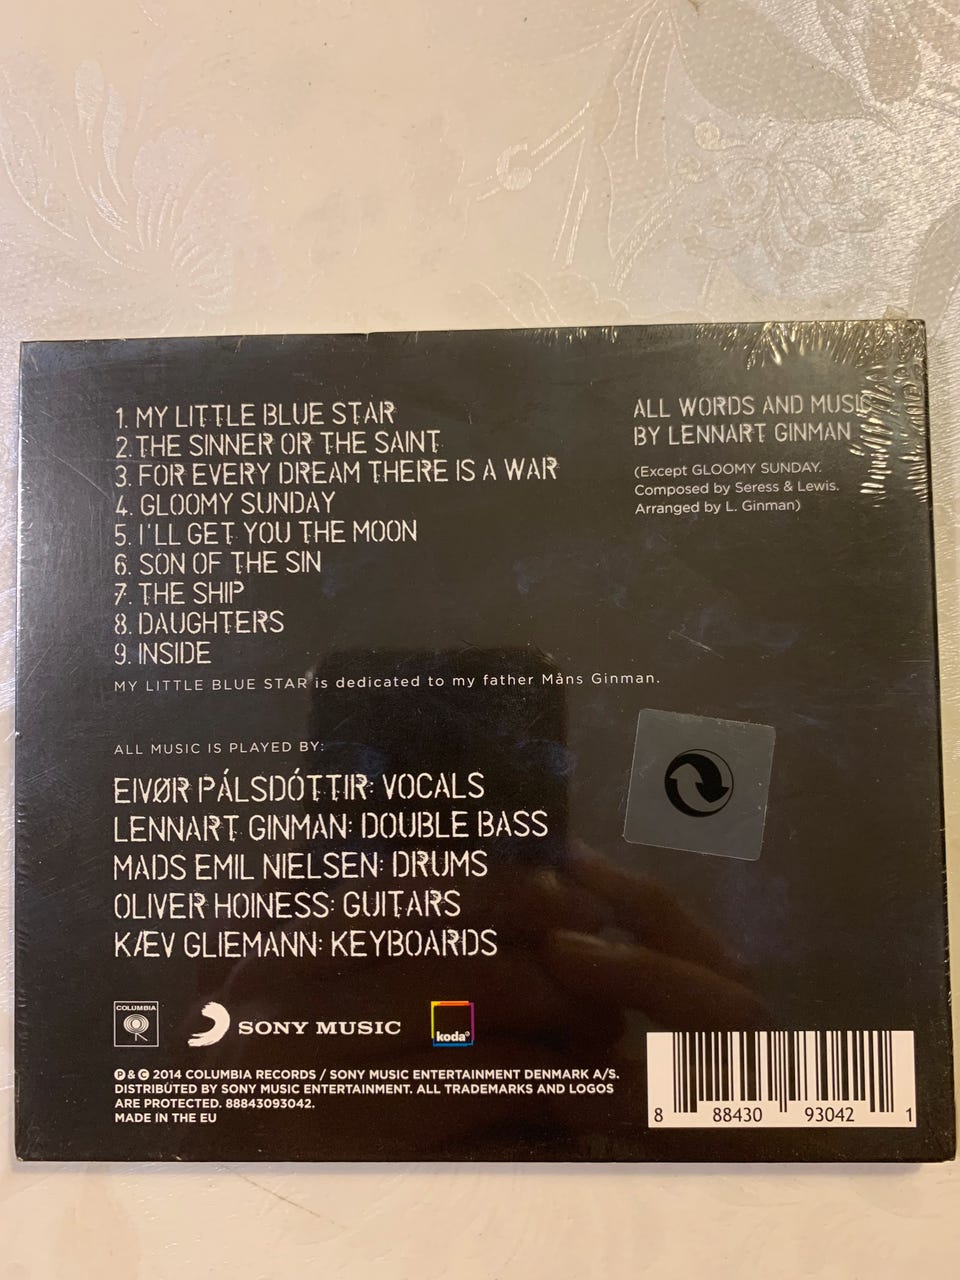 1. MY LITTLE BLUE STAR
2. THE SINNER OR THE SAINT
3. FOR EVERY DREAM THERE IS A WAR
4. GLOOMY SUNDAY
5. I'LL GET YOU THE MOON
6. SON OF THE SIN
7. THE SHIP
8. DAUGHTERS
9. INSIDE
MY LITTLE BLUE STAR is dedicated to my father Måns Ginman.
ALL WORDS AND MUSIC
BY LENNART GINMAN
(Except GLOOMY SUNDAY.
Composed by Seress & Lewis.
Arranged by L. Ginman)
ALL MUSIC IS PLAYED BY:
EIVØR PÁLSDÓTTIR: VOCALS
LENNART GINMAN: DOUBLE BASS
MADS EMIL NIELSEN: DRUMS
OLIVER HOINESS: GUITARS
KÆV GLIEMANN: KEYBOARDS
COLUMBIA
SONY MUSIC
koda
℗ & © 2014 COLUMBIA RECORDS / SONY MUSIC ENTERTAINMENT DENMARK A/S.
DISTRIBUTED BY SONY MUSIC ENTERTAINMENT. ALL TRADEMARKS AND LOGOS
ARE PROTECTED. 88843093042.
MADE IN THE EU
8 88430 93042 1